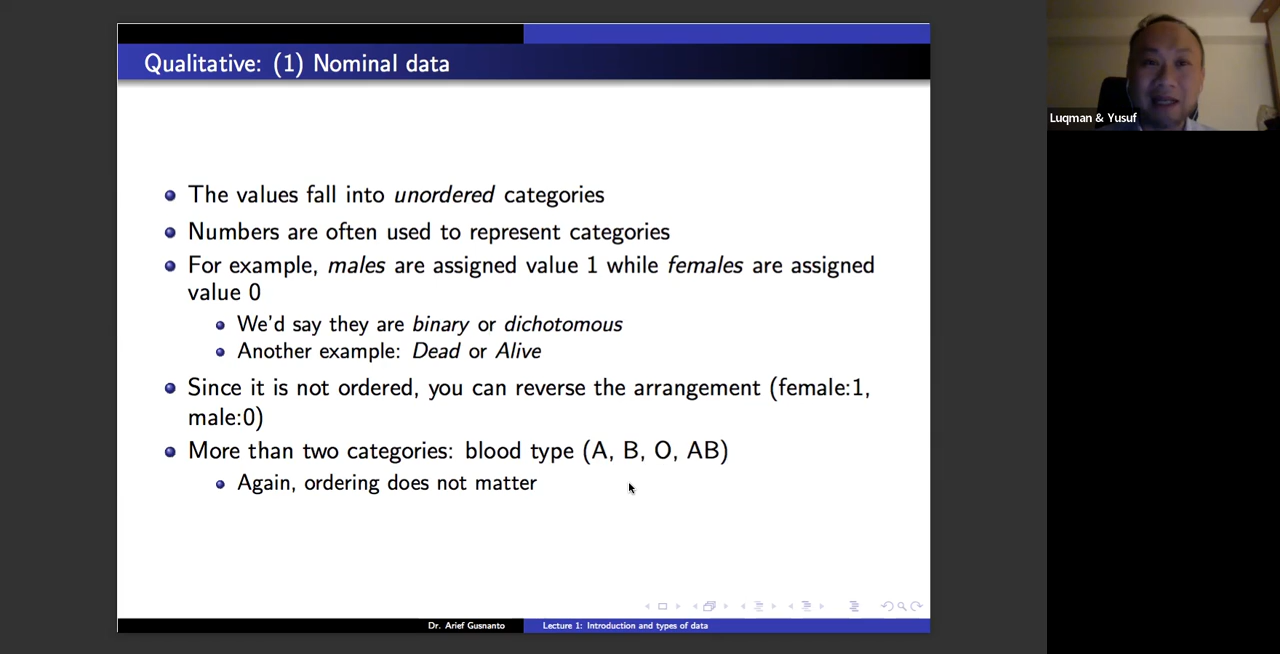 Qualitative: (1) Nominal data
Luqman & Yusuf
The values fall into unordered categories
Numbers are often used to represent categories
For example, males are assigned value 1 while females are assigned
value 0
We'd say they are binary or dichotomous
Another example: Dead or Alive
Since it is not ordered, you can reverse the arrangement (female:1,
male:0)
More than two categories: blood type (A, B, O, AB)
Again, ordering does not matter
Dr. Arief Gusnanto
Lecture 1: Introduction and types of data